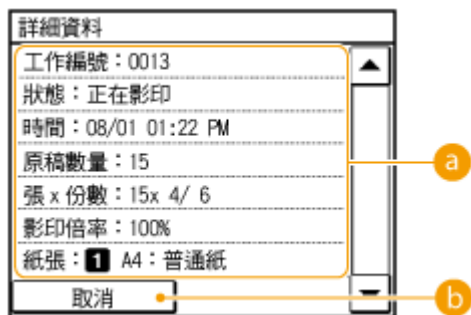 詳細資料
工作編號：0013
狀態：正在影印
時間：08/01 01:22 PM
原稿數量：15
張 x 份數：15x 4/ 6
影印倍率：100%
紙張：1 A4：普通紙
取消
a
b